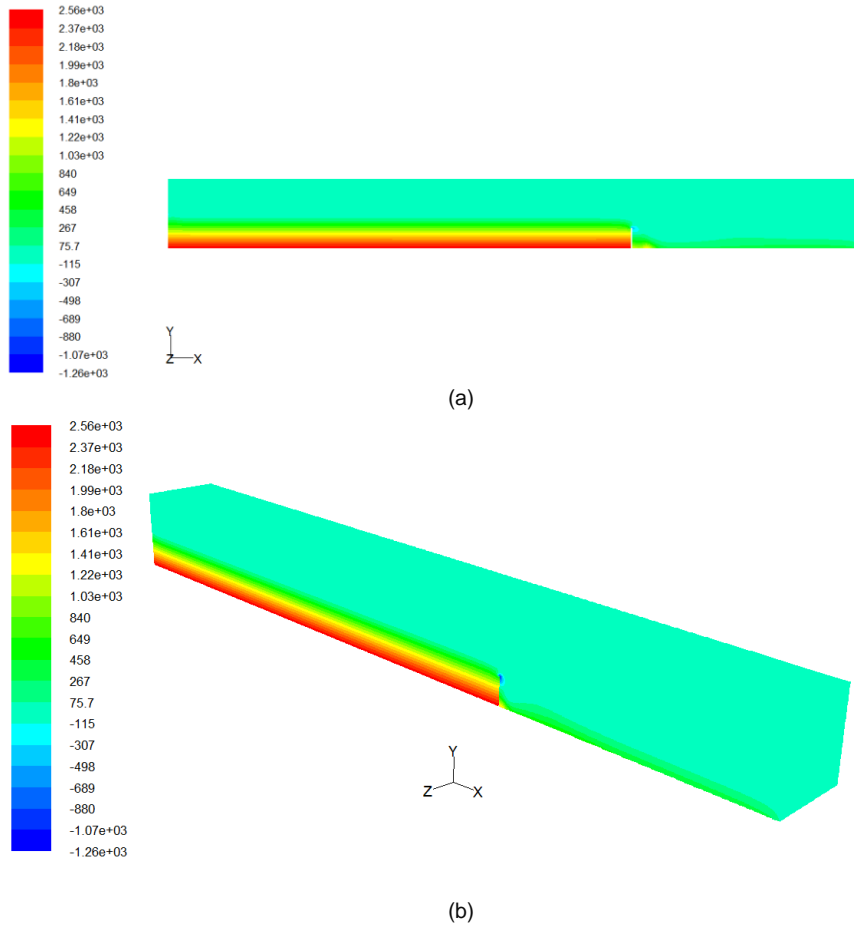 2.56e+03
2.37e+03
2.18e+03
1.99e+03
1.8e+03
1.61e+03
1.41e+03
1.22e+03
1.03e+03
840
649
458
267
75.7
-115
-307
-498
-689
-880
-1.07e+03
-1.26e+03
Y
Z X
(a)
2.56e+03
2.37e+03
2.18e+03
1.99e+03
1.8e+03
1.61e+03
1.41e+03
1.22e+03
1.03e+03
840
649
458
267
75.7
-115
-307
-498
-689
-880
-1.07e+03
-1.26e+03
Y
Z X
(b)